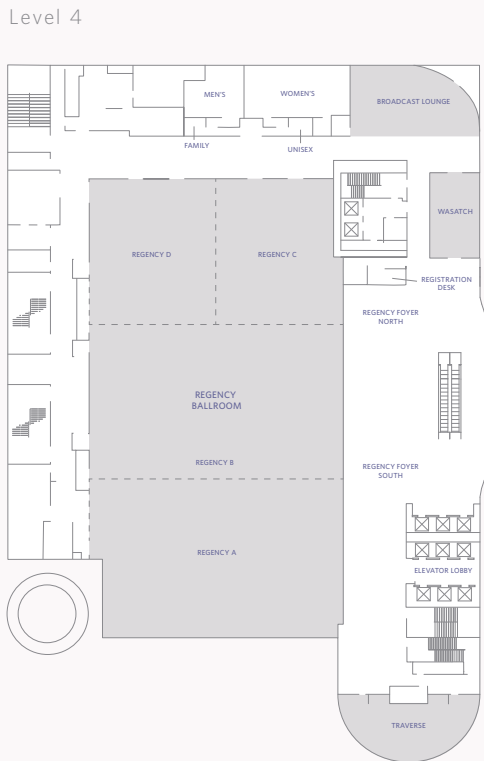 Level 4
MEN'S
WOMEN'S
BROADCAST LOUNGE
FAMILY
UNISEX
WASATCH
REGENCY D
REGENCY C
REGISTRATION
DESK
REGENCY FOYER
NORTH
REGENCY
BALLROOM
REGENCY B
REGENCY FOYER
SOUTH
REGENCY A
ELEVATOR LOBBY
TRAVERSE